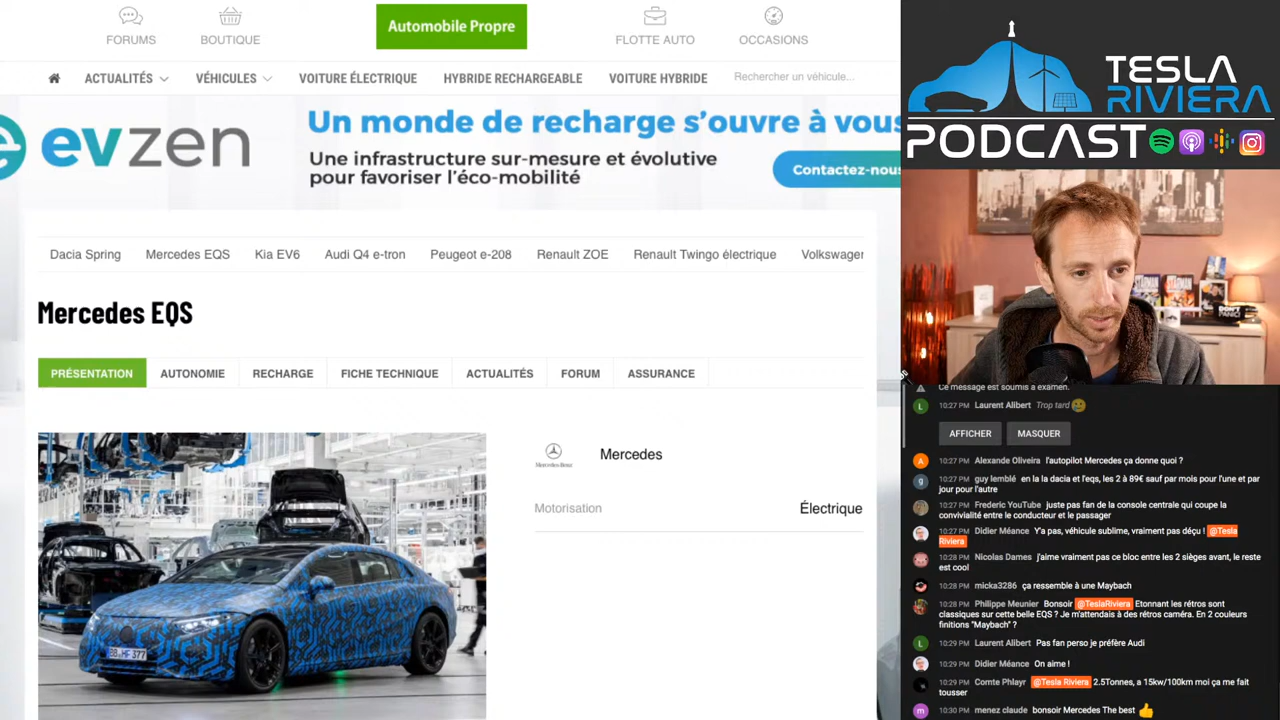 FORUMS
BOUTIQUE
Automobile Propre
FLOTTE AUTO
OCCASIONS
ACTUALITÉS
VÉHICULES
VOITURE ÉLECTRIQUE
HYBRIDE RECHARGEABLE
VOITURE HYBRIDE
Rechercher un véhicule...
evzen
Un monde de recharge s'ouvre à vous
Une infrastructure sur-mesure et évolutive
pour favoriser l'éco-mobilité
Contactez-nous
Dacia Spring
Mercedes EQS
Kia EV6
Audi Q4 e-tron
Peugeot e-208
Renault ZOE
Renault Twingo électrique
Volkswagen
Mercedes EQS
PRÉSENTATION
AUTONOMIE
RECHARGE
FICHE TECHNIQUE
ACTUALITÉS
FORUM
ASSURANCE
Mercedes-Benz
Mercedes
Motorisation
Électrique
BB.MF 377
TESLA
RIVIERA
PODCAST
STARMAN
DON'T
PANIC!
Ce message est soumis à examen.
L
Laurent Alibert Trop tard
AFFICHER
MASQUER
A
10:27 PM Alexande Oliveira l'autopilot Mercedes ça donne quoi ?
g
10:27 PM guy lemblé en la la dacia et l'eqs, les 2 à 89€ sauf par mois pour l'une et par
jour pour l'autre
10:27 PM Frederic YouTube juste pas fan de la console centrale qui coupe la
convivialité entre le conducteur et le passager
10:27 PM Didier Méance Y'a pas, véhicule sublime, vraiment pas déçu ! @Tesla
Riviera
10:28 PM Nicolas Dames j'aime vraiment pas ce bloc entre les 2 sièges avant, le reste
est cool
10:28 PM micka3286 ça ressemble à une Maybach
10:28 PM Philippe Meunier Bonsoir @TeslaRiviera Etonnant les rétros sont
classiques sur cette belle EQS ? Je m'attendais à des rétros caméra. En 2 couleurs
finitions "Maybach" ?
L
10:29 PM Laurent Alibert Pas fan perso je préfère Audi
10:29 PM Didier Méance On aime !
10:29 PM Comte Phlayr @Tesla Riviera 2.5Tonnes, a 15kw/100km moi ça me fait
tousser
m
10:30 PM menez claude bonsoir Mercedes The best